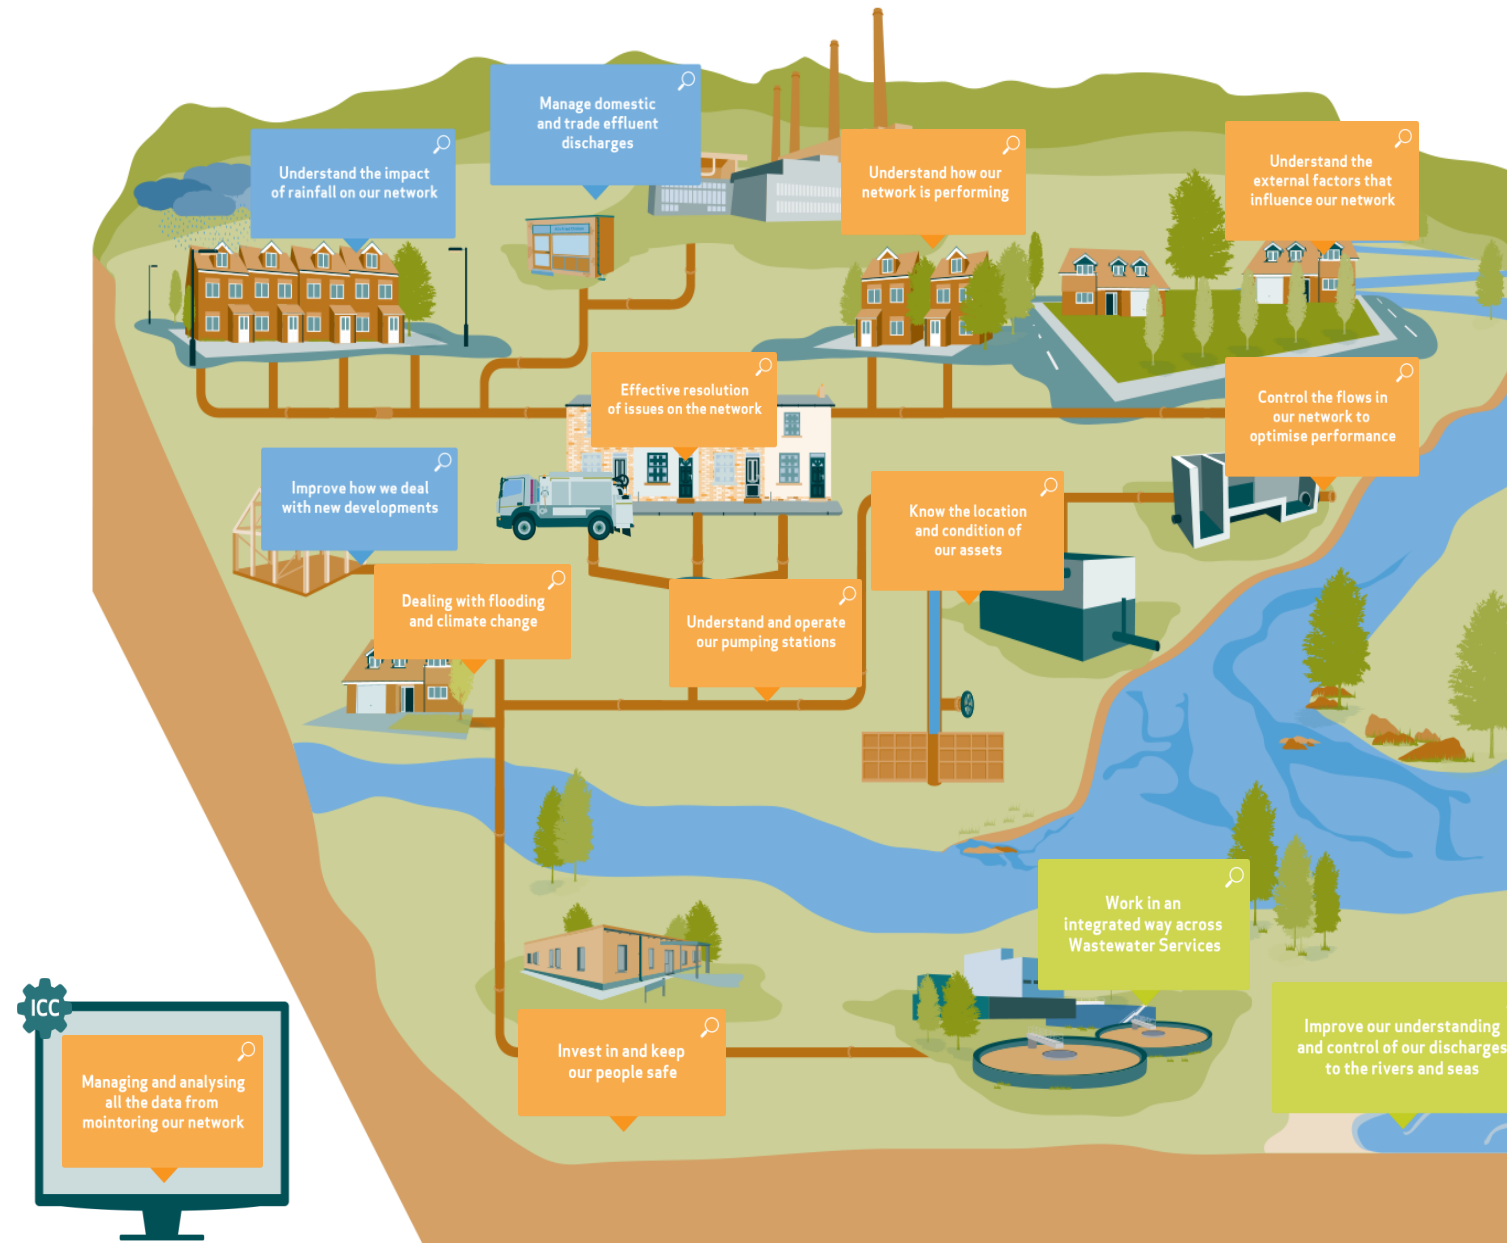 Manage domestic
and trade effluent
discharges
Understand the impact
of rainfall on our network
Understand how our
network is performing
Understand the
external factors that
influence our network
Effective resolution
of issues on the network
Control the flows in
our network to
optimise performance
Improve how we deal
with new developments
Know the location
and condition of
our assets
Dealing with flooding
and climate change
Understand and operate
our pumping stations
Work in an
integrated way across
Wastewater Services
ICC
Managing and analysing
all the data from
mointoring our network
Invest in and keep
our people safe
Improve our understanding
and control of our discharges
to the rivers and seas